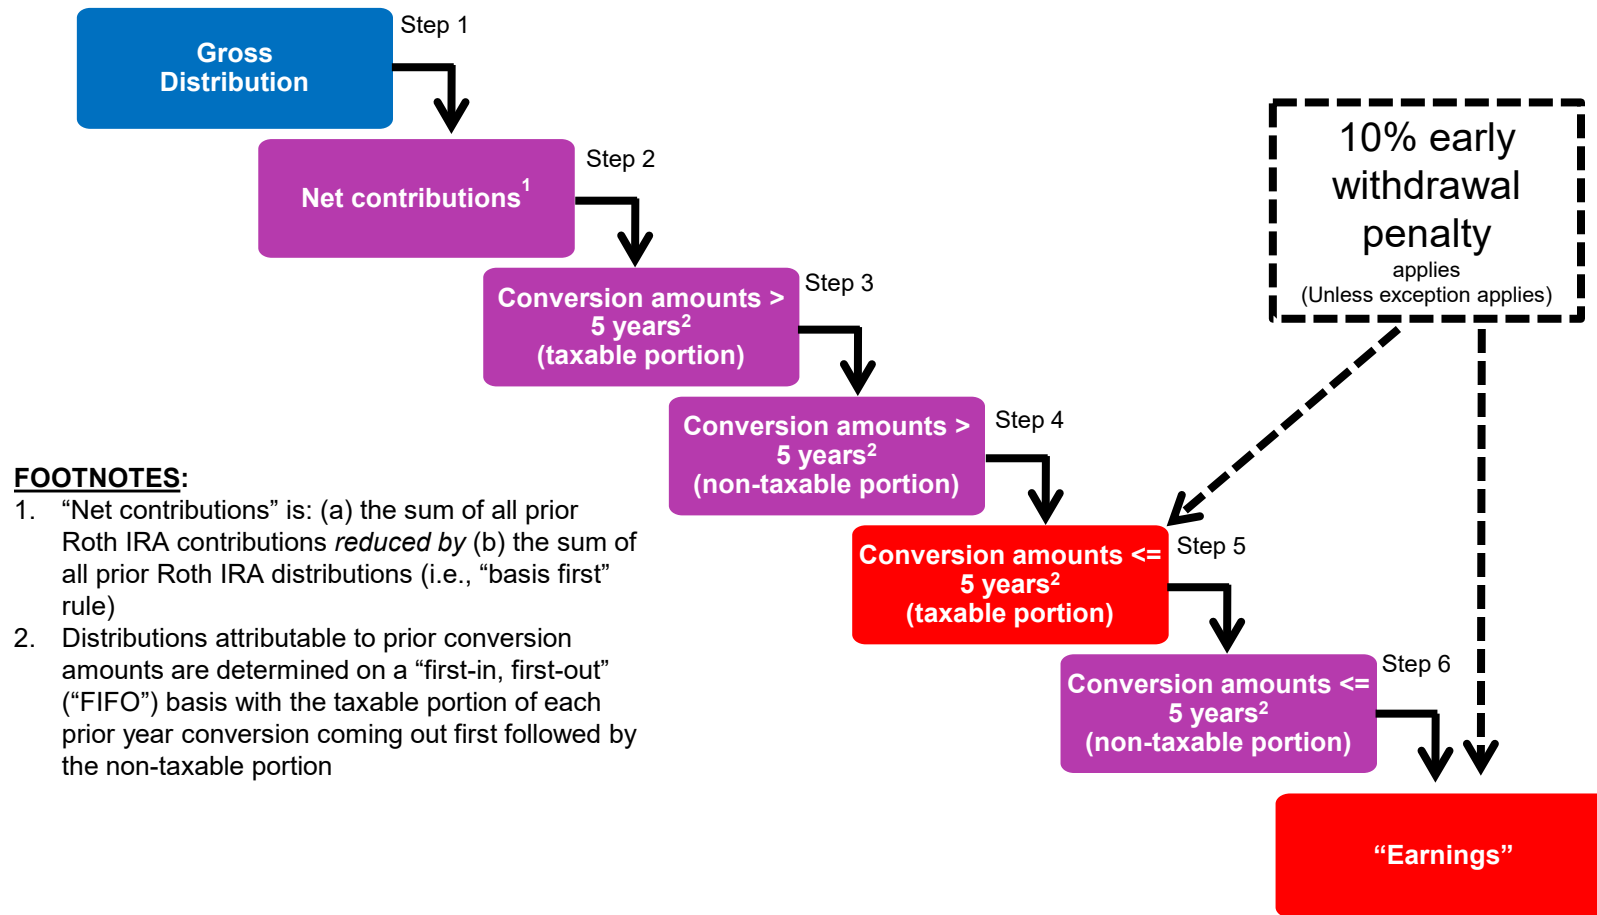 Gross
Distribution
Step 1
Net contributions1
Step 2
Conversion amounts >
5 years2
(taxable portion)
Step 3
Conversion amounts >
5 years2
(non-taxable portion)
Step 4
Conversion amounts <=
5 years2
(taxable portion)
Step 5
Conversion amounts <=
5 years2
(non-taxable portion)
Step 6
“Earnings”
10% early
withdrawal
penalty
applies
(Unless exception applies)
FOOTNOTES:
1. “Net contributions” is: (a) the sum of all prior
Roth IRA contributions reduced by (b) the sum of
all prior Roth IRA distributions (i.e., “basis first”
rule)
2. Distributions attributable to prior conversion
amounts are determined on a “first-in, first-out”
(“FIFO”) basis with the taxable portion of each
prior year conversion coming out first followed by
the non-taxable portion